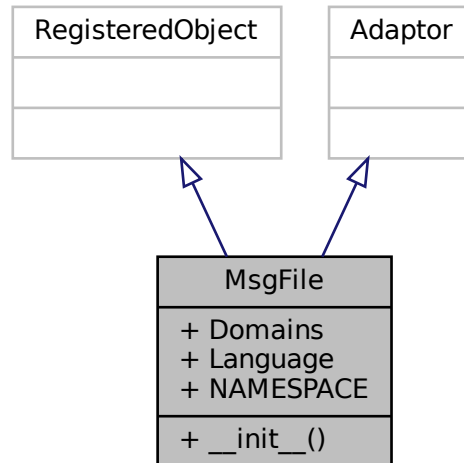 RegisteredObject
Adaptor
MsgFile
+ Domains
+ Language
+ NAMESPACE
+ __init__()